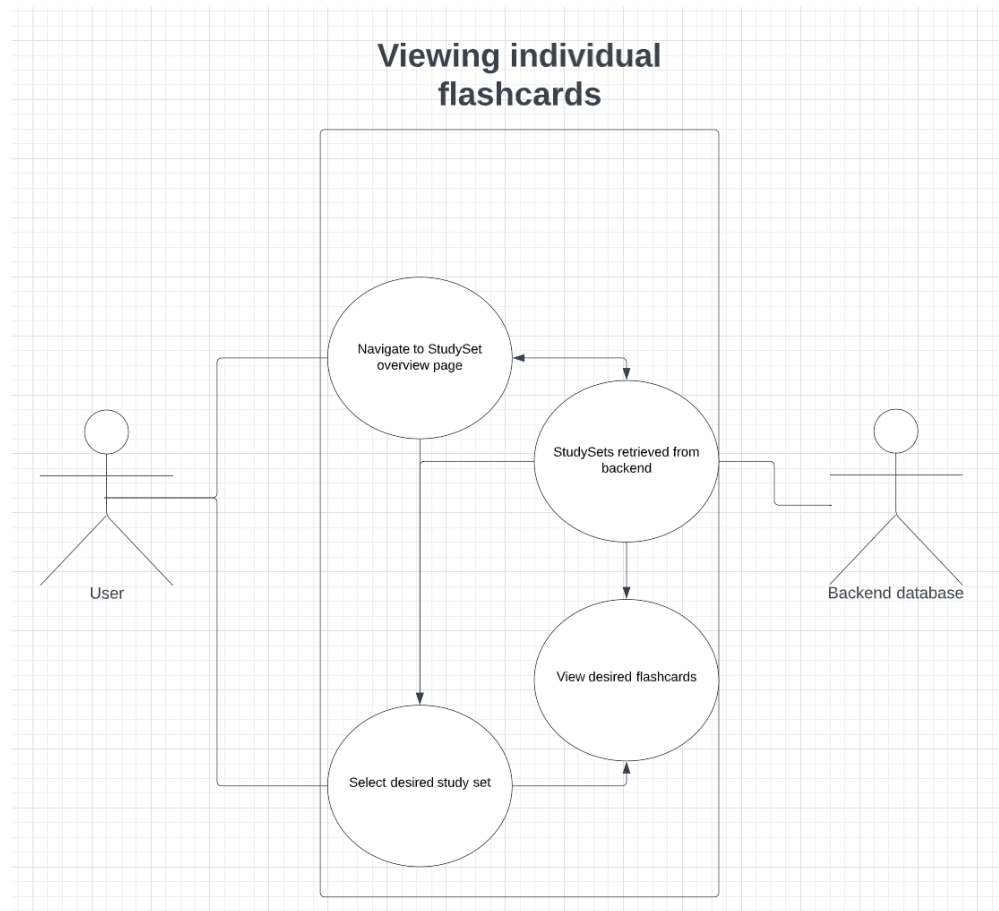 Viewing individual
flashcards
Navigate to StudySet
overview page
StudySets retrieved from
backend
User
Backend database
View desired flashcards
Select desired study set